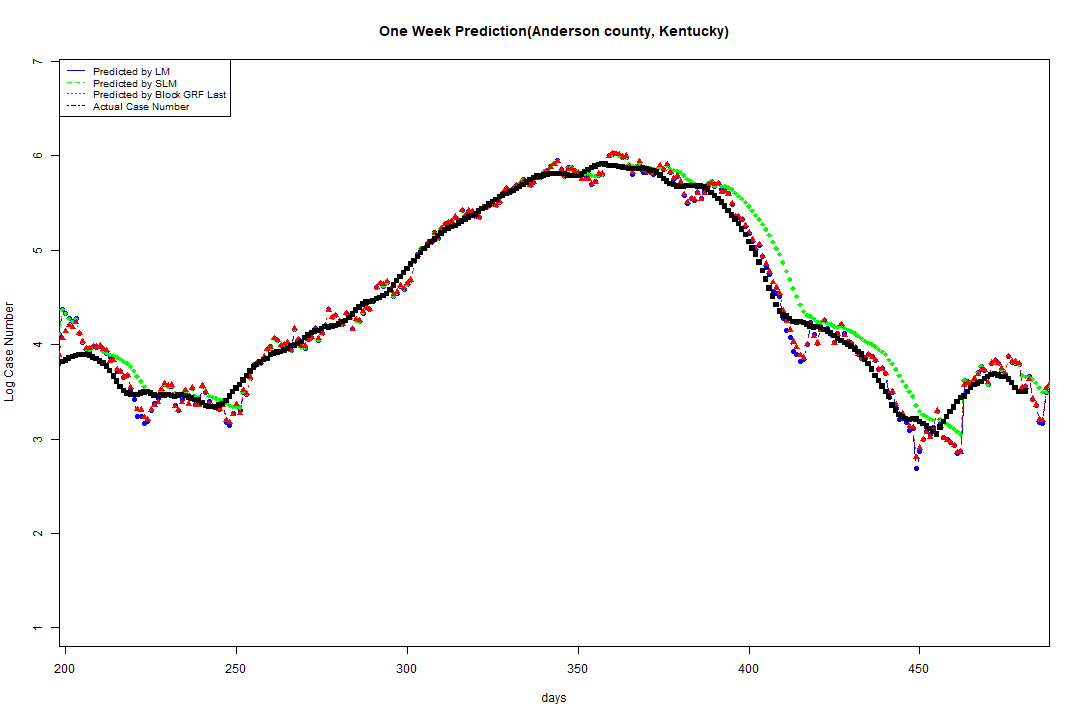 One Week Prediction(Anderson county, Kentucky)
Predicted by LM
Predicted by SLM
Predicted by Block GRF Last
Actual Case Number
7
6
5
4
3
2
1
Log Case Number
200 250 300 350 400 450
days